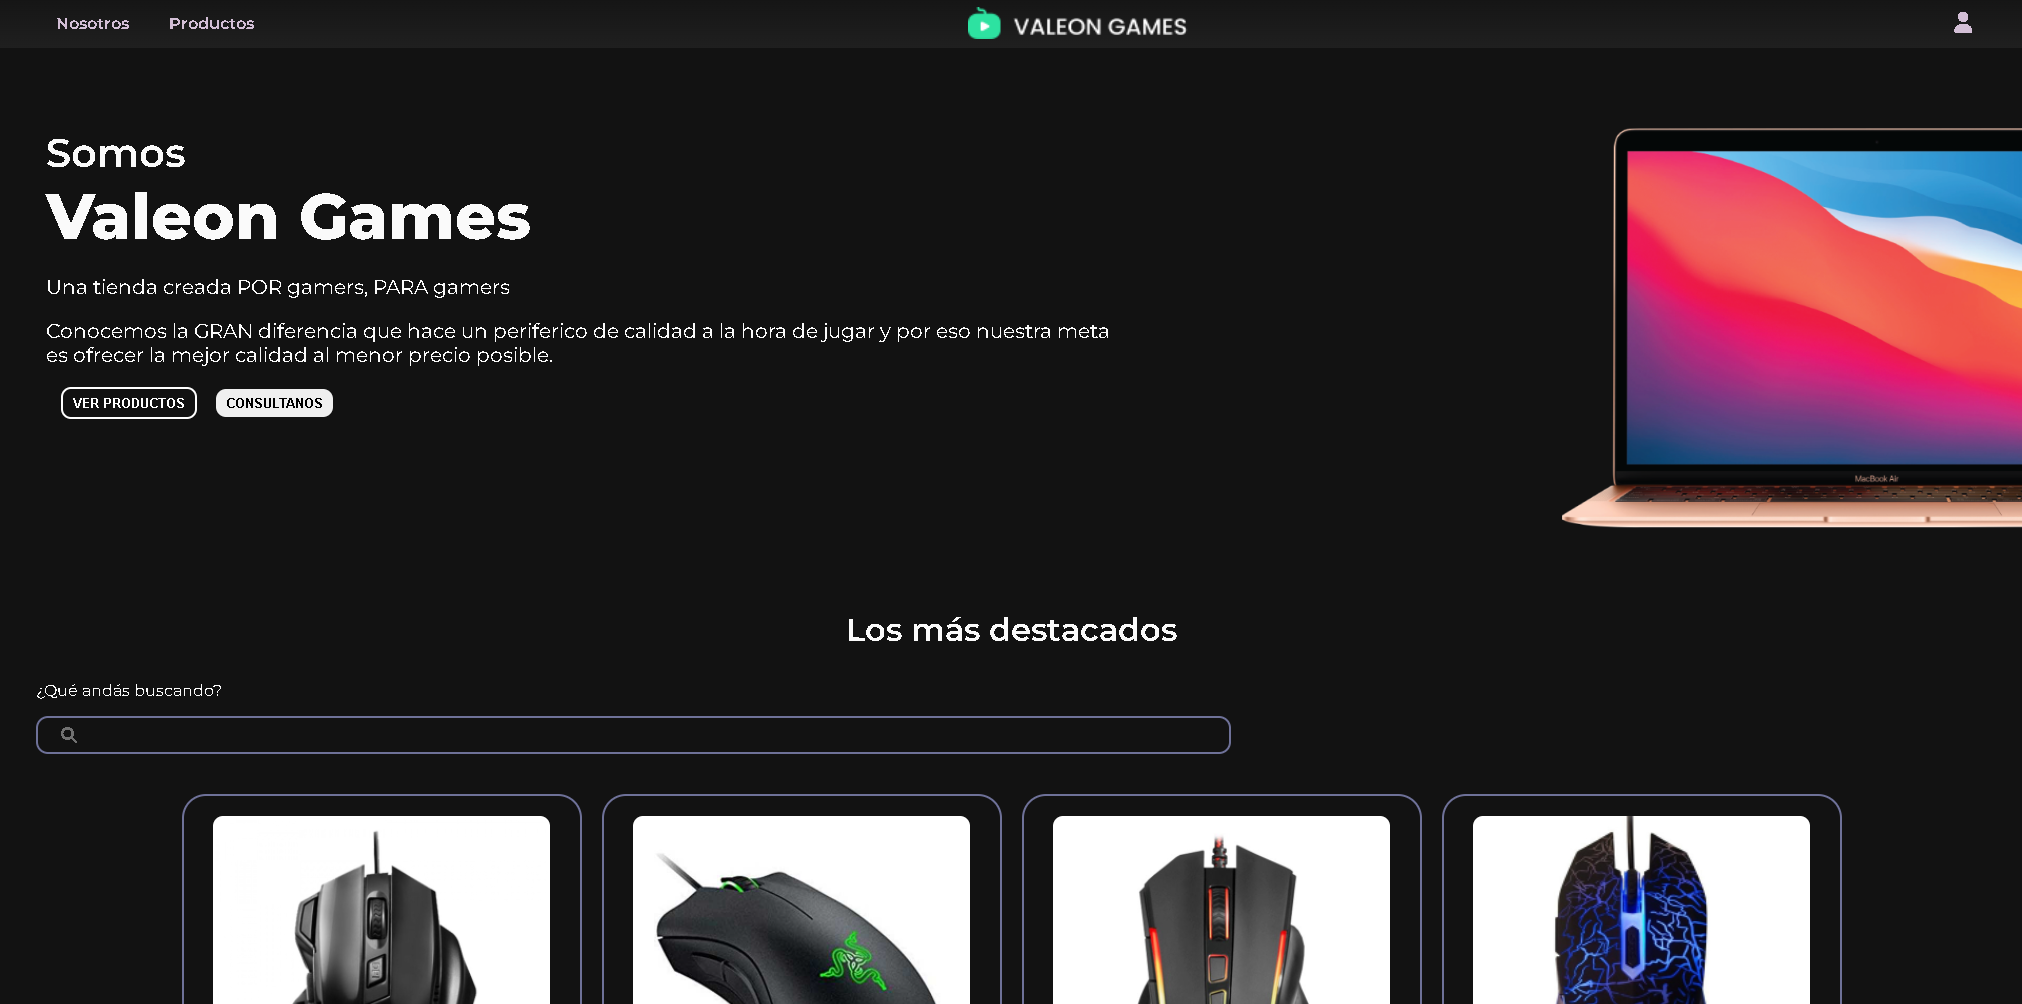 Nosotros Productos VALEON GAMES
Somos
Valeon Games
Una tienda creada POR gamers, PARA gamers
Conocemos la GRAN diferencia que hace un periferico de calidad a la hora de jugar y por eso nuestra meta
es ofrecer la mejor calidad al menor precio posible.
VER PRODUCTOS CONSULTANOS
MacBook Air
Los más destacados
¿Qué andás buscando?